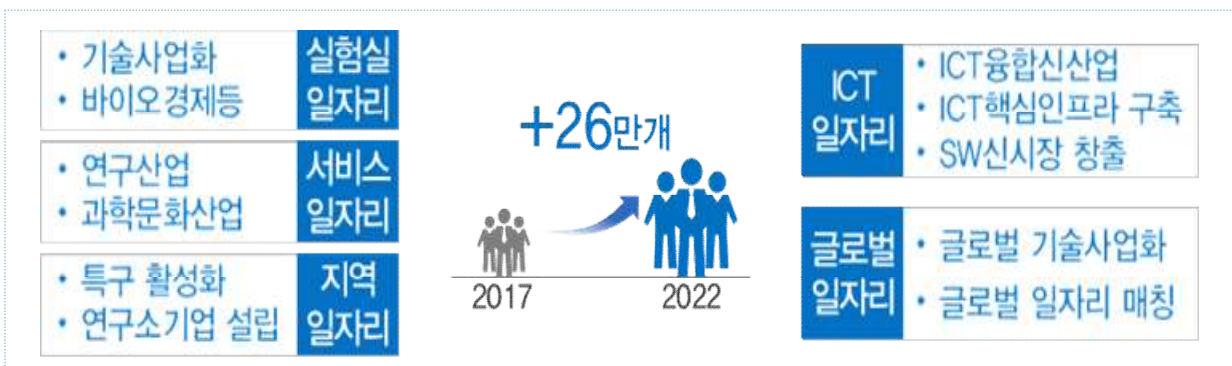 • 기술사업화
• 바이오경제등
실험실
일자리
• 연구산업
• 과학문화산업
서비스
일자리
• 특구 활성화
• 연구소기업 설립
지역
일자리
+26만개
2017
2022
ICT
일자리
• ICT융합신산업
• ICT핵심인프라 구축
• SW신시장 창출
글로벌
일자리
• 글로벌 기술사업화
• 글로벌 일자리 매칭